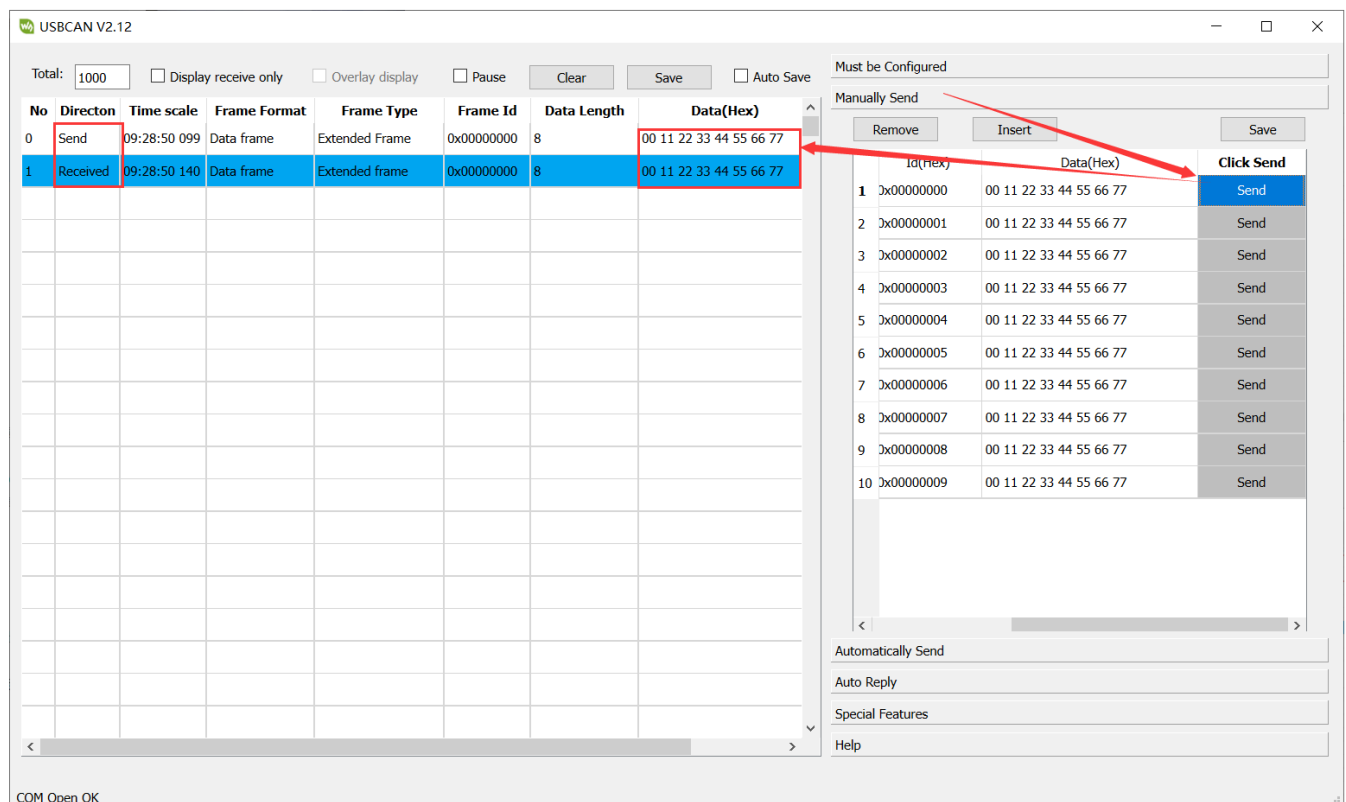 USBCAN V2.12
Total: 1000 Display receive only Overlay display Pause Clear Save Auto Save
No Directon Time scale Frame Format Frame Type Frame Id Data Length Data(Hex)
0 Send 09:28:50 099 Data frame Extended Frame 0x00000000 8 00 11 22 33 44 55 66 77
1 Received 09:28:50 140 Data frame Extended frame 0x00000000 8 00 11 22 33 44 55 66 77
Must be Configured
Manually Send
Remove Insert Save
Id(Hex) Data(Hex) Click Send
1 0x00000000 00 11 22 33 44 55 66 77 Send
2 0x00000001 00 11 22 33 44 55 66 77 Send
3 0x00000002 00 11 22 33 44 55 66 77 Send
4 0x00000003 00 11 22 33 44 55 66 77 Send
5 0x00000004 00 11 22 33 44 55 66 77 Send
6 0x00000005 00 11 22 33 44 55 66 77 Send
7 0x00000006 00 11 22 33 44 55 66 77 Send
8 0x00000007 00 11 22 33 44 55 66 77 Send
9 0x00000008 00 11 22 33 44 55 66 77 Send
10 0x00000009 00 11 22 33 44 55 66 77 Send
Automatically Send
Auto Reply
Special Features
Help
COM Open OK